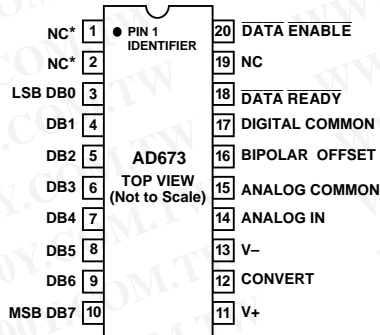 NC* 1 ● PIN 1 IDENTIFIER 20 DATA ENABLE
NC* 2 19 NC
LSB DB0 3 18 DATA READY
DB1 4 17 DIGITAL COMMON
DB2 5 16 BIPOLAR OFFSET
AD673
TOP VIEW
(Not to Scale)
DB3 6 15 ANALOG COMMON
DB4 7 14 ANALOG IN
DB5 8 13 V–
DB6 9 12 CONVERT
MSB DB7 10 11 V+